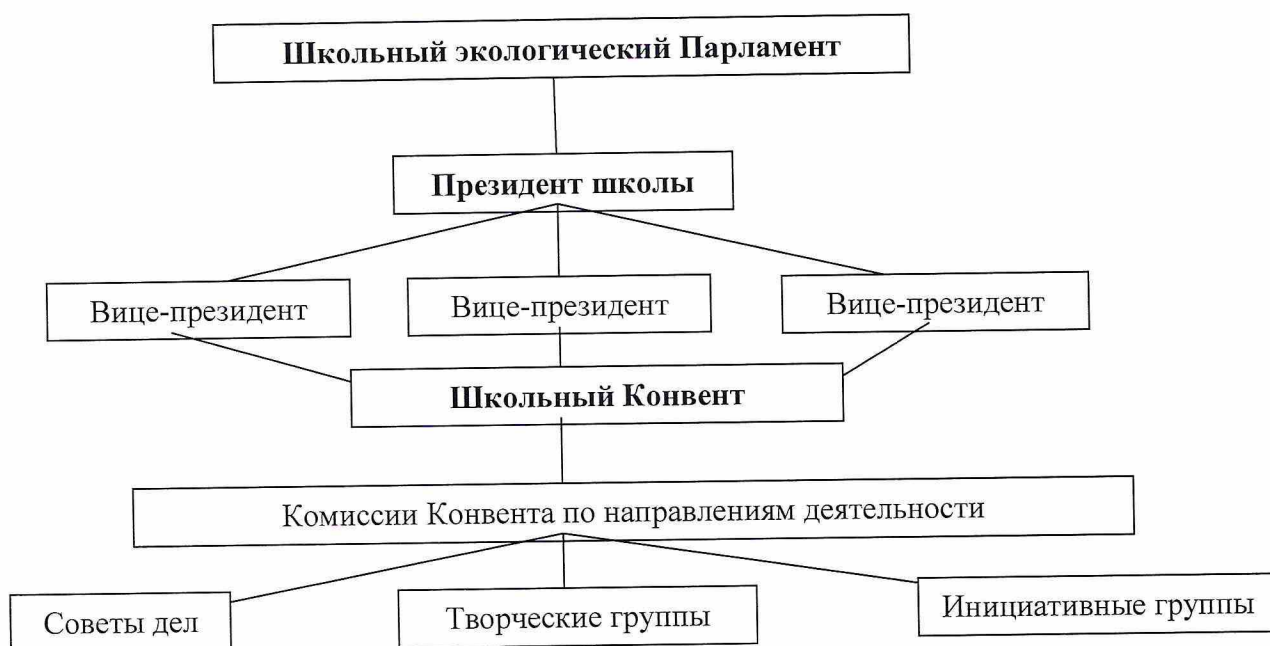 Школьный экологический Парламент
Президент школы
Вице-президент
Вице-президент
Вице-президент
Школьный Конвент
Комиссии Конвента по направлениям деятельности
Советы дел
Творческие группы
Инициативные группы